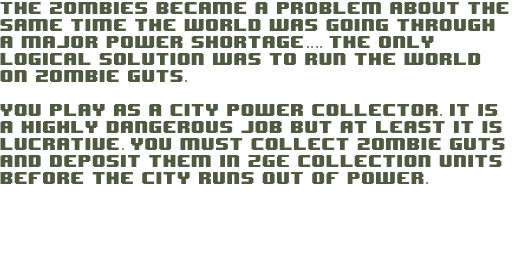 THE ZOMBIES BECAME A PROBLEM ABOUT THE
SAME TIME THE WORLD WAS GOING THROUGH
A MAJOR POWER SHORTAGE.... THE ONLY
LOGICAL SOLUTION WAS TO RUN THE WORLD
ON ZOMBIE GUTS.
YOU PLAY AS A CITY POWER COLLECTOR. IT IS
A HIGHLY DANGEROUS JOB BUT AT LEAST IT IS
LUCRATIVE. YOU MUST COLLECT ZOMBIE GUTS
AND DEPOSIT THEM IN ZGE COLLECTION UNITS
BEFORE THE CITY RUNS OUT OF POWER.